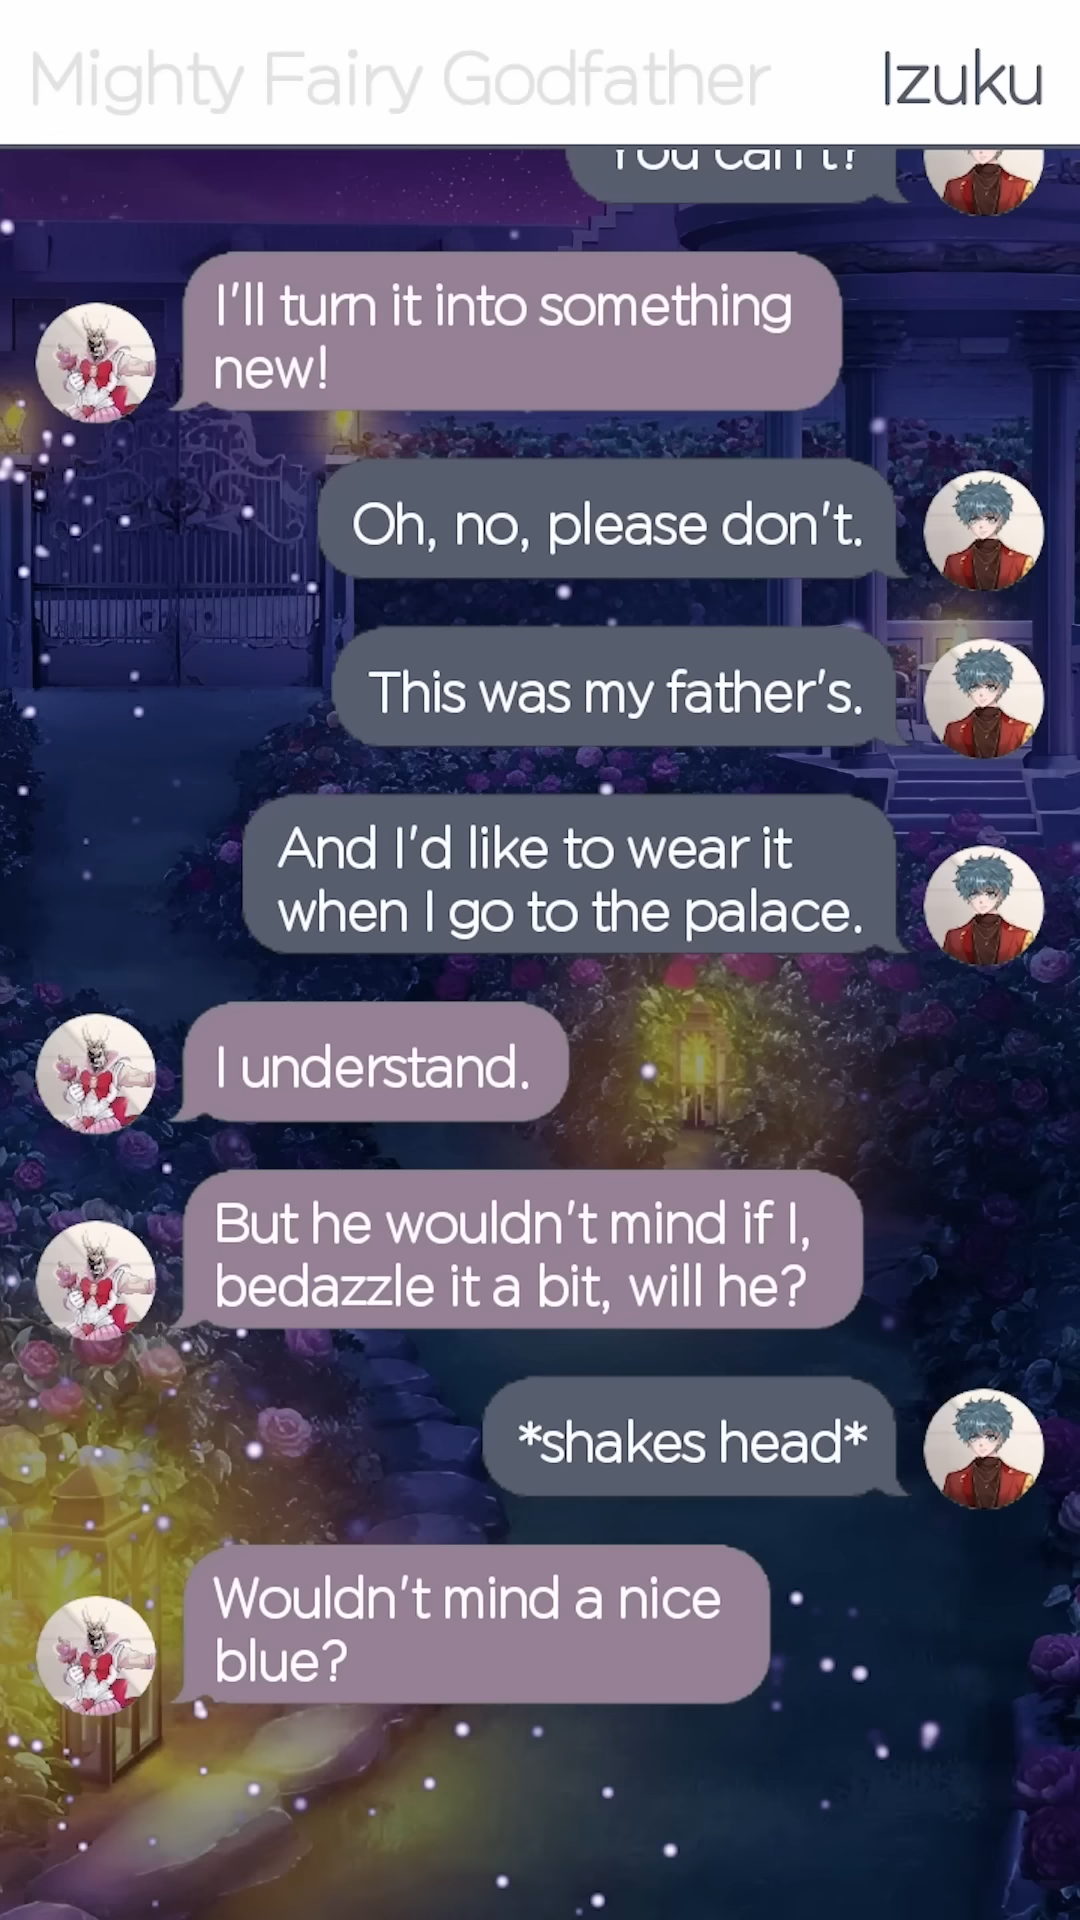 Mighty Fairy Godfather
Izuku
You can't?
I'll turn it into something
new!
Oh, no, please don't.
This was my father's.
And I'd like to wear it
when I go to the palace.
I understand.
But he wouldn't mind if I,
bedazzle it a bit, will he?
*shakes head*
Wouldn't mind a nice
blue?